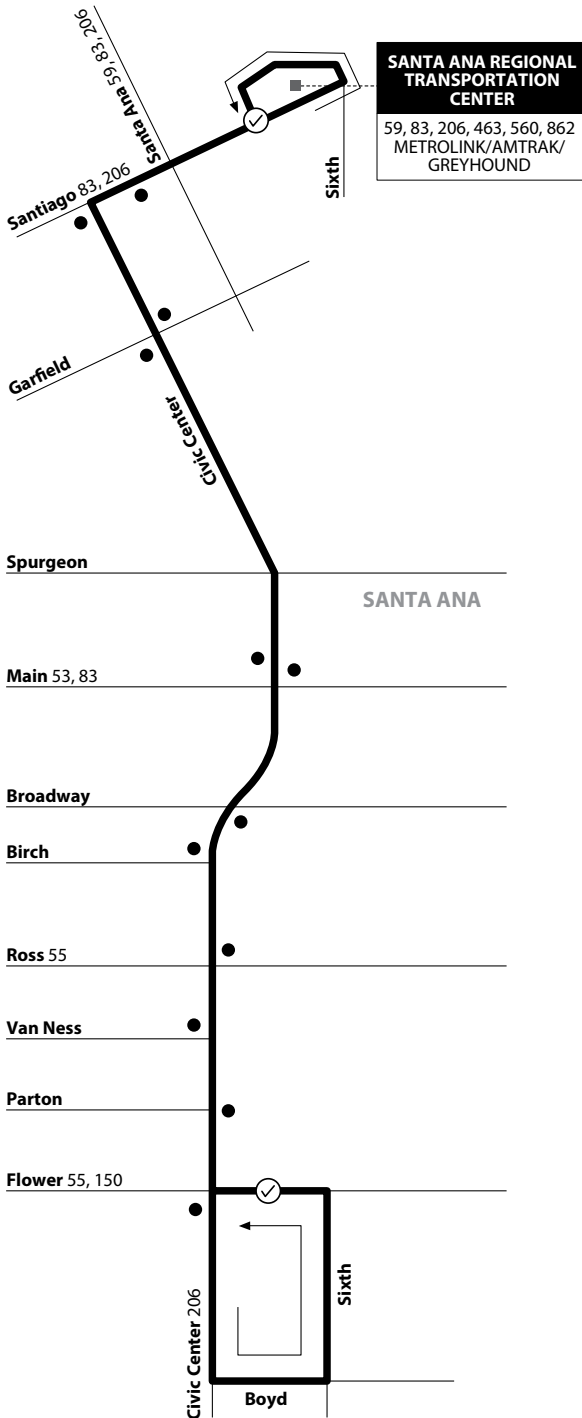 Santa Ana 59, 83, 206
SANTA ANA REGIONAL
TRANSPORTATION
CENTER
59, 83, 206, 463, 560, 862
METROLINK/AMTRAK/
GREYHOUND
Sixth
Santiago 83, 206
Garfield
Civic Center
Spurgeon
SANTA ANA
Main 53, 83
Broadway
Birch
Ross 55
Van Ness
Parton
Flower 55, 150
Sixth
Civic Center 206
Boyd